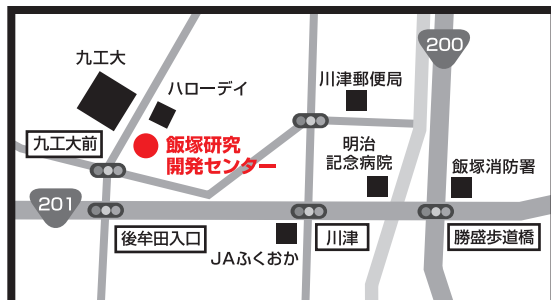 九工大
ハローデイ
川津郵便局
200
九工大前
飯塚研究
開発センター
明治
記念病院
飯塚消防署
201
後牟田入口
JAふくおか
川津
勝盛歩道橋